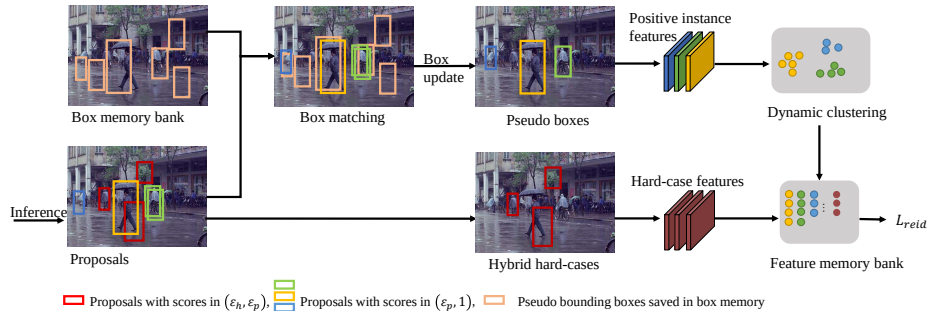 Positive instance
features
Box
update
Box memory bank
Box matching
Pseudo boxes
Dynamic clustering
Hard-case features
Inference
L_{reid}
Proposals
Hybrid hard-cases
Feature memory bank
Proposals with scores in (ε_h, ε_p), Proposals with scores in (ε_p, 1), Pseudo bounding boxes saved in box memory